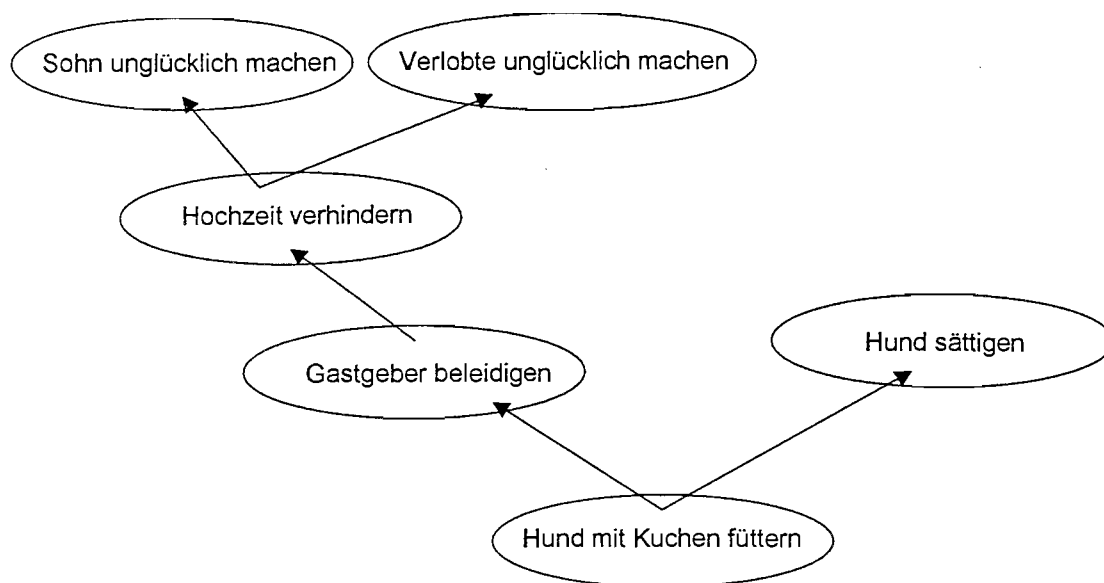 Sohn unglücklich machen
Verlobte unglücklich machen
Hochzeit verhindern
Hund sättigen
Gastgeber beleidigen
Hund mit Kuchen füttern